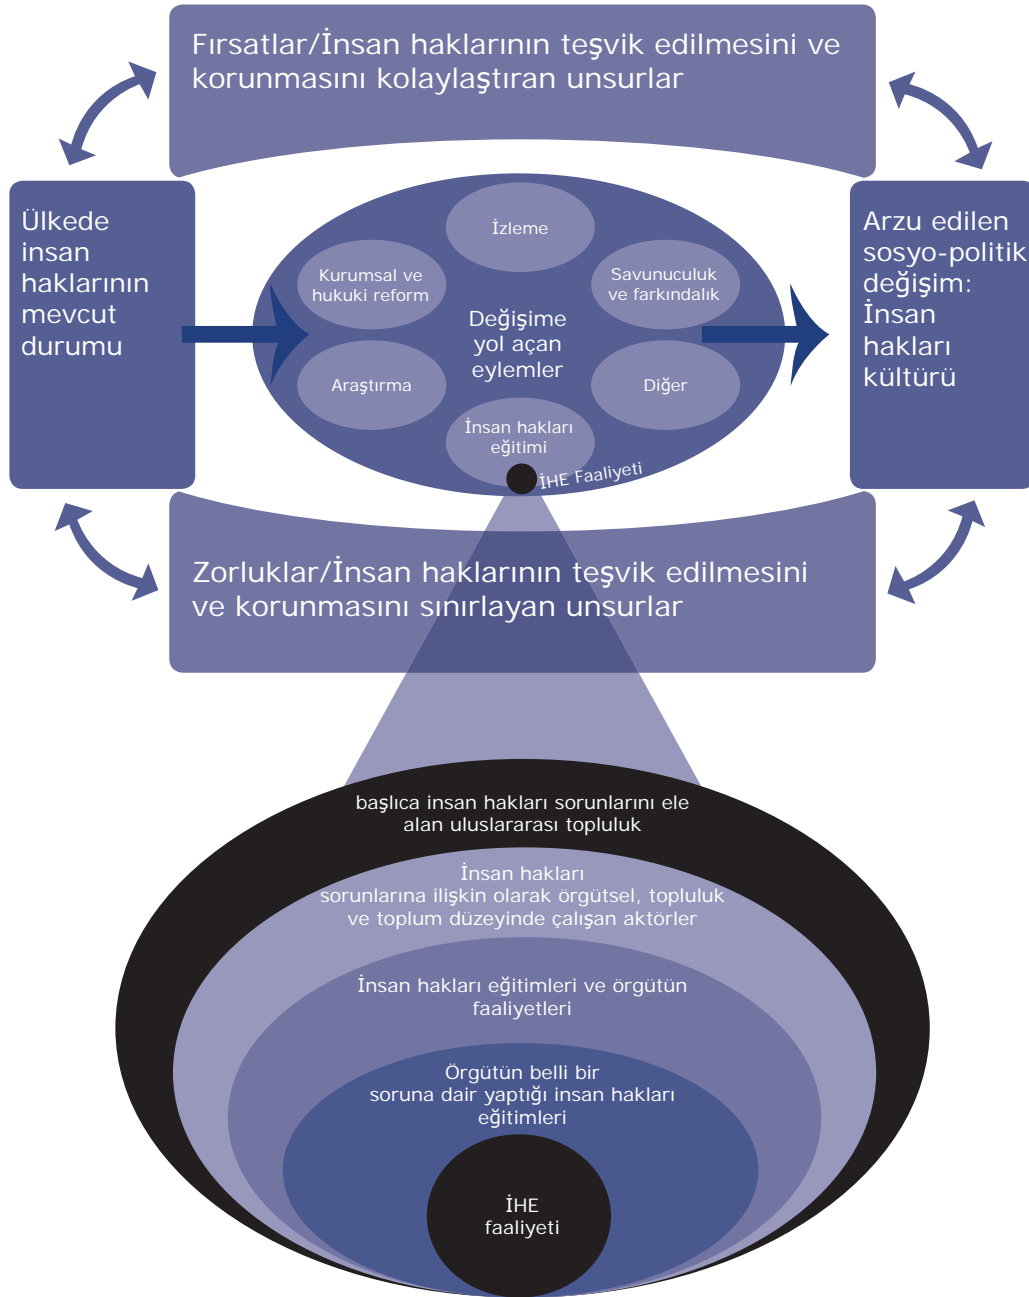 Fırsatlar/İnsan haklarının teşvik edilmesini ve
korunmasını kolaylaştıran unsurlar
Ülkede
insan
haklarının
mevcut
durumu
İzleme
Kurumsal ve
hukuki reform
Savunuculuk
ve farkındalık
Değişime
yol açan
eylemler
Araştırma
Diğer
İnsan hakları
eğitimi
İHE Faaliyeti
Arzu edilen
sosyo-politik
değişim:
İnsan
hakları
kültürü
Zorluklar/İnsan haklarının teşvik edilmesini
ve korunmasını sınırlayan unsurlar
başlıca insan hakları sorunlarını ele
alan uluslararası topluluk
İnsan hakları
sorunlarına ilişkin olarak örgütsel, topluluk
ve toplum düzeyinde çalışan aktörler
İnsan hakları eğitimleri ve örgütün
faaliyetleri
Örgütün belli bir
soruna dair yaptığı insan hakları
eğitimleri
İHE
faaliyeti